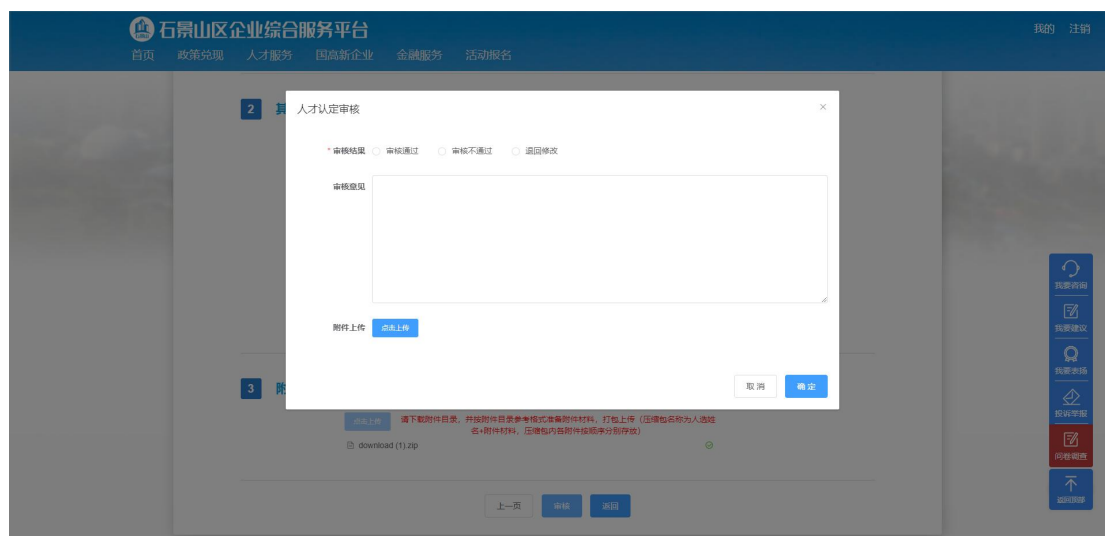 石景山区企业综合服务平台
我的 注销
首页 政策兑现 人才服务 国高新企业 金融服务 活动报名
2 其
人才认定审核
* 审核结果 审核通过 审核不通过 退回修改
审核意见
附件上传 点击上传
取消 确定
3 附
点击上传 请下载附件目录，并按附件目录参考格式准备附件材料，打包上传（压缩包名称为人选姓
名+附件材料，压缩包内各附件按顺序分别存放）
download (1).zip
上一页 审核 返回
我要咨询
我要建议
我要表扬
投诉举报
问卷调查
返回顶部